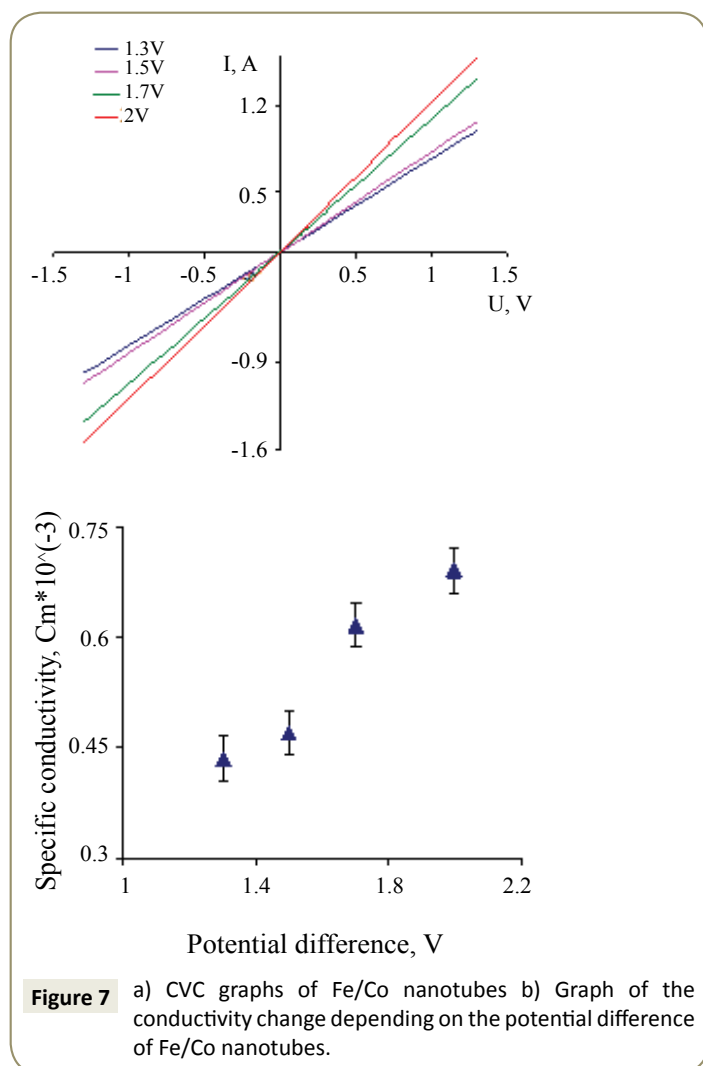 1.3V
1.5V
1.7V
2V
I, A
1.2
0.5
-1.5 -1 -0.5 0.5 1 1.5
U, V
-0.9
-1.6
Specific conductivity, Cm*10^(-3)
0.75
0.6
0.45
0.3
1 1.4 1.8 2.2
Potential difference, V
Figure 7 a) CVC graphs of Fe/Co nanotubes b) Graph of the
conductivity change depending on the potential difference
of Fe/Co nanotubes.